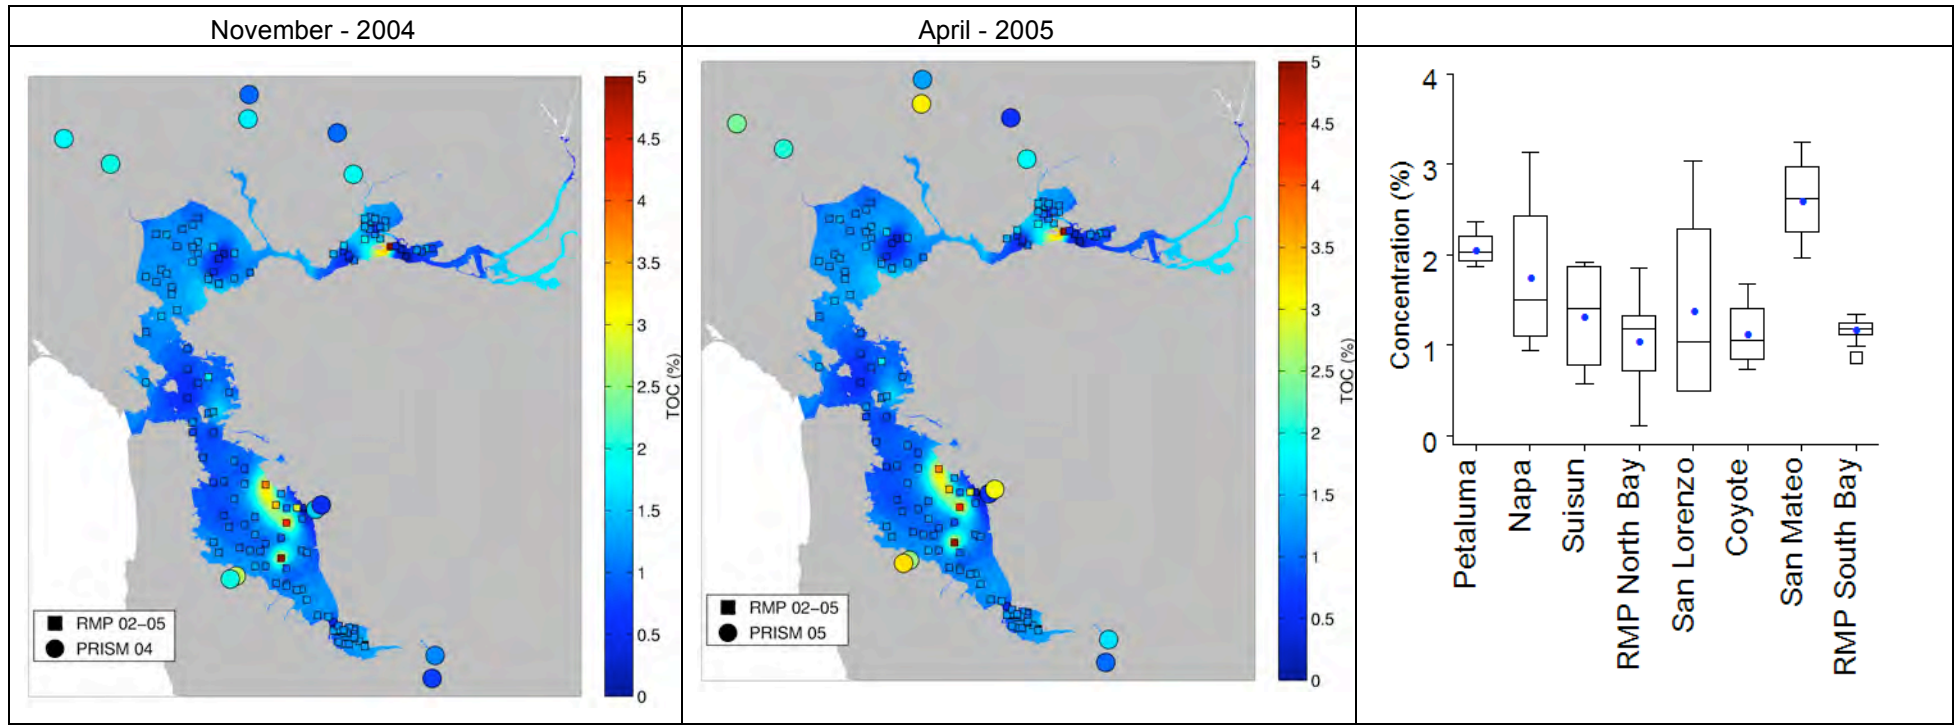 November - 2004
April - 2005
5
4.5
4
3.5
3
2.5
2
1.5
1
0.5
0
TOC (%)
RMP 02-05
PRISM 04
5
4.5
4
3.5
3
2.5
2
1.5
1
0.5
0
TOC (%)
RMP 02-05
PRISM 05
4
3
2
1
0
Concentration (%)
Petaluma
Napa
Suisun
RMP North Bay
San Lorenzo
Coyote
San Mateo
RMP South Bay